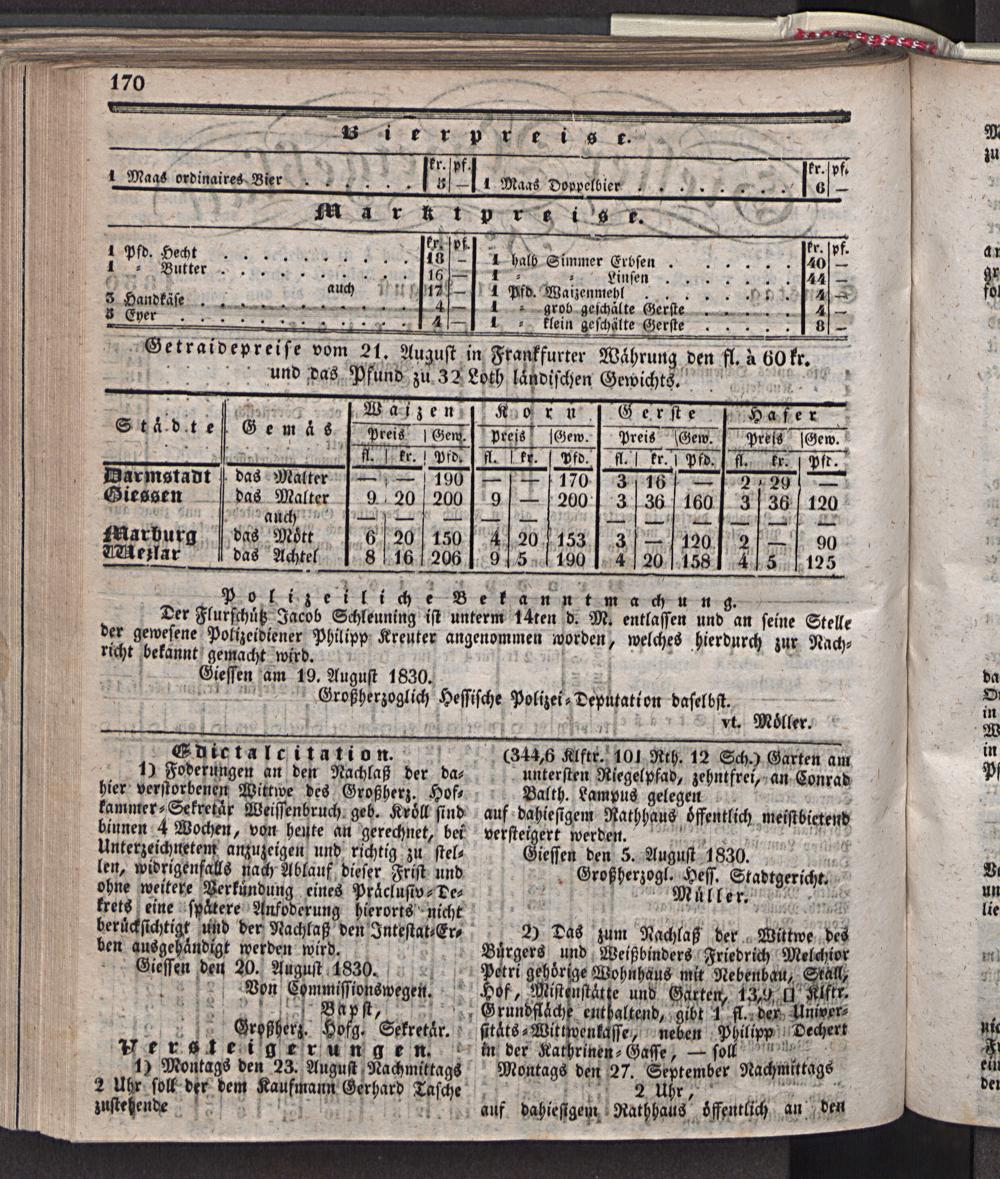 170
Bierpreise.
kr. pf. kr. pf.
1 Maas ordinaires Bier . . . . . . 5 — 1 Maas Doppelbier . . . . . . . 6 —
Marktpreise.
kr. pf. kr. pf.
1 Pfd. Hecht . . . . . . . . . 18 — 1 halb Simmer Erbsen . . . . . . 40 —
1 „ Butter . . . . . . . . . 16 — 1 „ „ Linsen . . . . . . 44 —
auch 17 — 1 Pfd. Waizenmehl . . . . . . . 4 —
5 Handkäse . . . . . . . . . 4 — 1 „ grob geschälte Gerste . . . . . 4 —
5 Eyer . . . . . . . . . . 4 — 1 „ klein geschälte Gerste . . . . . 8 —
Getraidepreise vom 21. August in Frankfurter Währung den fl. à 60 kr.
und das Pfund zu 32 Loth ländischen Gewichts.
Städte Gemäs Waizen Korn Gerste Hafer
Preis Gew. Preis Gew. Preis Gew. Preis Gew.
fl. kr. Pfd. fl. kr. Pfd. fl. kr. Pfd. fl. kr. Pfd.
Darmstadt das Malter — — 190 — — 170 3 16 — 2 29 —
Giessen das Malter 9 20 200 9 — 200 3 36 160 3 36 120
auch — — — — — — — — — — — —
Marburg das Mött 6 20 150 4 20 153 3 — 120 2 — 90
Wezlar das Achtel 8 16 206 9 5 190 4 20 158 4 5 125
Polizeiliche Bekanntmachung.
Der Flurschütz Jacob Schleuning ist unterm 14ten d. M. entlassen und an seine Stelle
der gewesene Polizeidiener Philipp Kreuter angenommen worden, welches hierdurch zur Nach-
richt bekannt gemacht wird.
Giessen am 19. August 1830.
Großherzoglich Hessische Polizei-Deputation daselbst.
vt. Möller.
Edictalcitation.
1) Foderungen an den Nachlaß der da-
hier verstorbenen Wittwe des Großherz. Hof-
kammer-Sekretär Weissenbruch geb. Kröll sind
binnen 4 Wochen, von heute an gerechnet, bei
Unterzeichnetem anzuzeigen und richtig zu stel-
len, widrigenfalls nach Ablauf dieser Frist und
ohne weitere Verkündung eines Präclusiv-De-
krets eine spätere Anfoderung hierorts nicht
berücksichtigt und der Nachlaß den Intestat-Er-
ben ausgehändigt werden wird.
Giessen den 20. August 1830.
Von Commissionswegen.
Bapst,
Großherz. Hofg. Sekretär.
Versteigerungen.
1) Montags den 23. August Nachmittags
2 Uhr soll der dem Kaufmann Gerhard Tasche
zustehende
(344,6 Klftr. 101 Rth. 12 Sch.) Garten am
untersten Riegelpfad, zehntfrei, an Conrad
Balth. Lampus gelegen
auf dahiesigem Rathhaus öffentlich meistbietend
versteigert werden.
Giessen den 5. August 1830.
Großherzogl. Hess. Stadtgericht.
Müller.
2) Das zum Nachlaß der Wittwe des
Bürgers und Weißbinders Friedrich Melchior
Petri gehörige Wohnhaus mit Nebenbau, Stall,
Hof, Mistenstätte und Garten, 13,9 □ Klftr.
Grundfläche enthaltend, gibt 1 fl. der Univer-
sitäts-Wittwenkasse, neben Philipp Dechert
in der Kathrinen-Gasse, — soll
Montags den 27. September Nachmittags
2 Uhr,
auf dahiesigem Rathhaus öffentlich an den